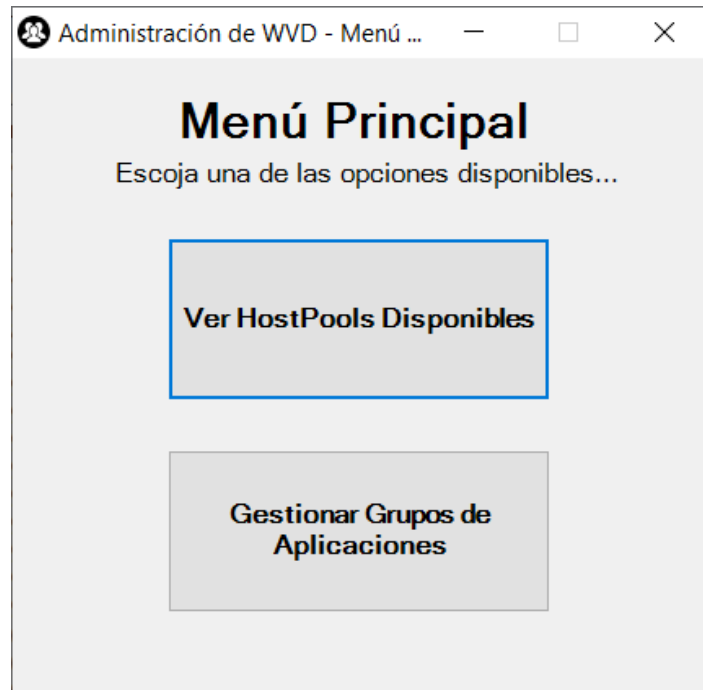 Administración de WVD - Menú ...
Menú Principal
Escoja una de las opciones disponibles...
Ver HostPools Disponibles
Gestionar Grupos de
Aplicaciones